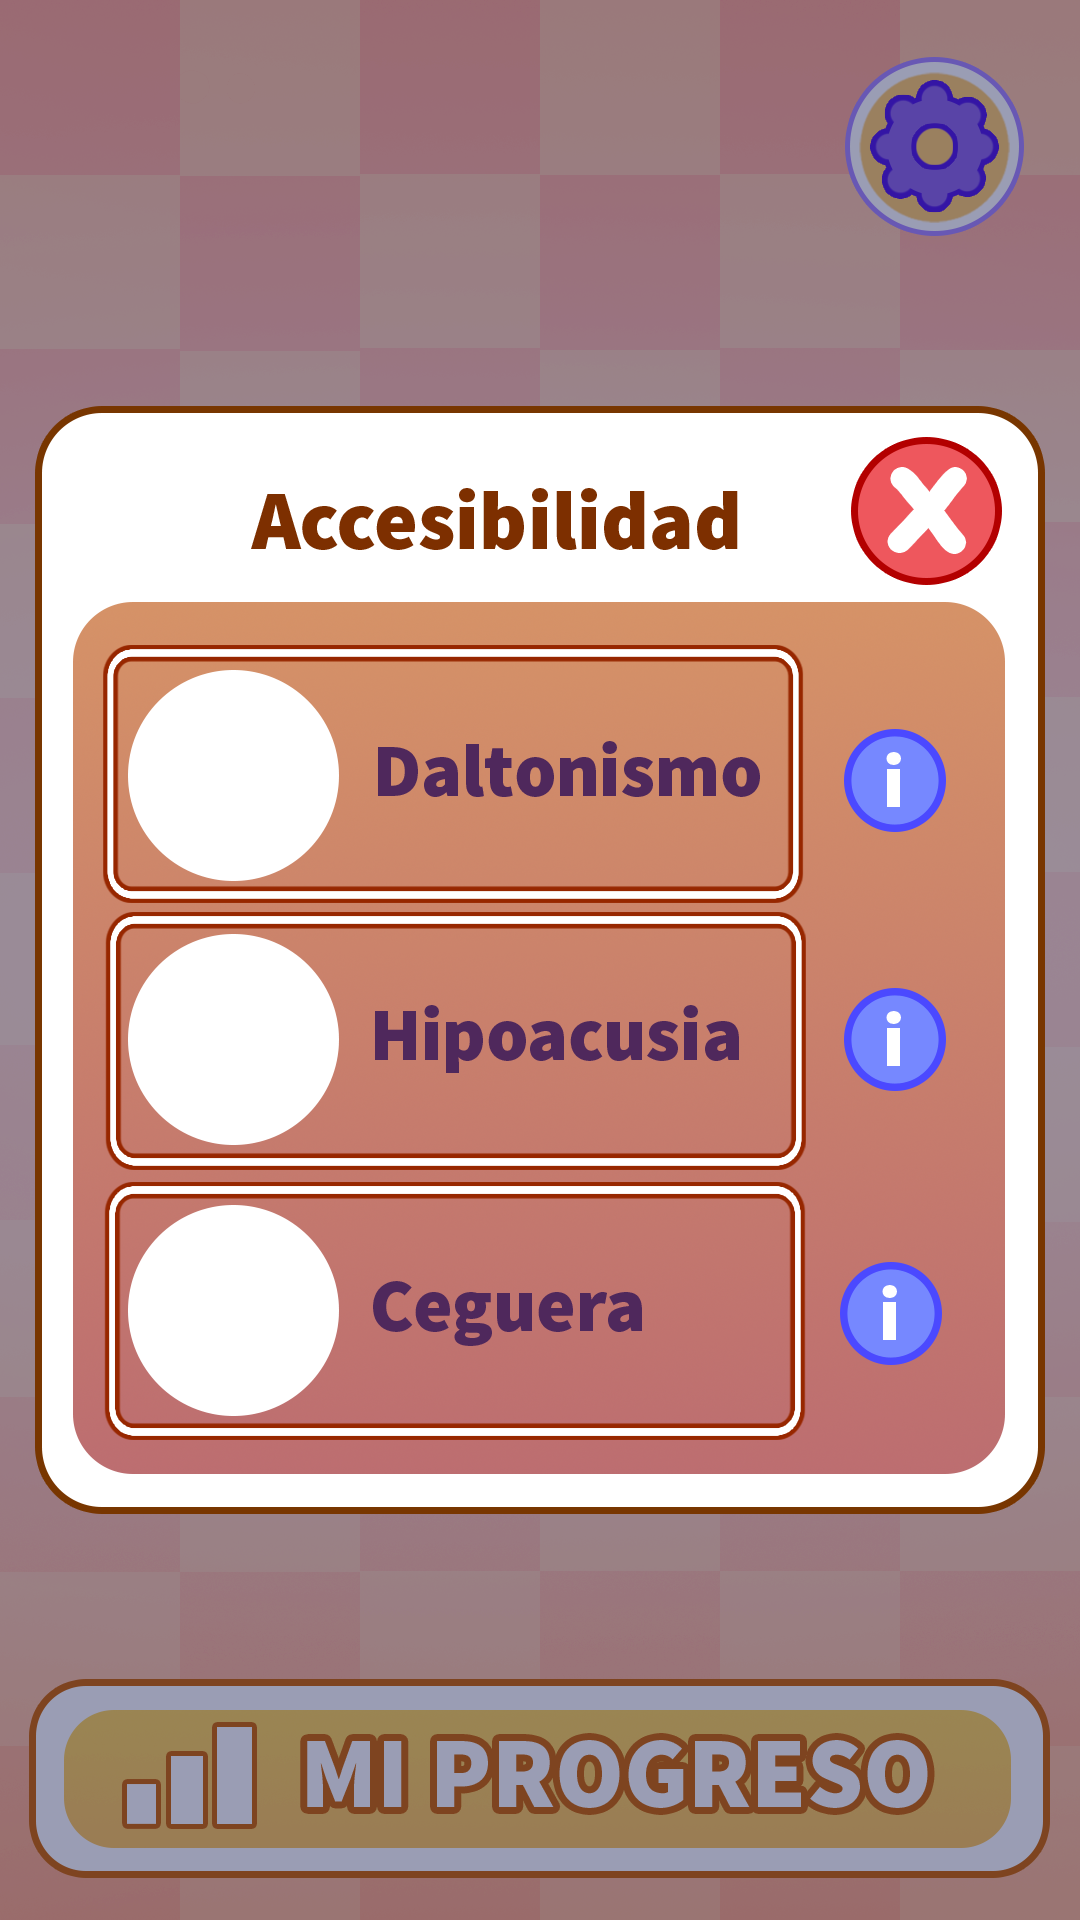 Accesibilidad
Daltonismo
i
Hipoacusia
i
Ceguera
i
MI PROGRESO